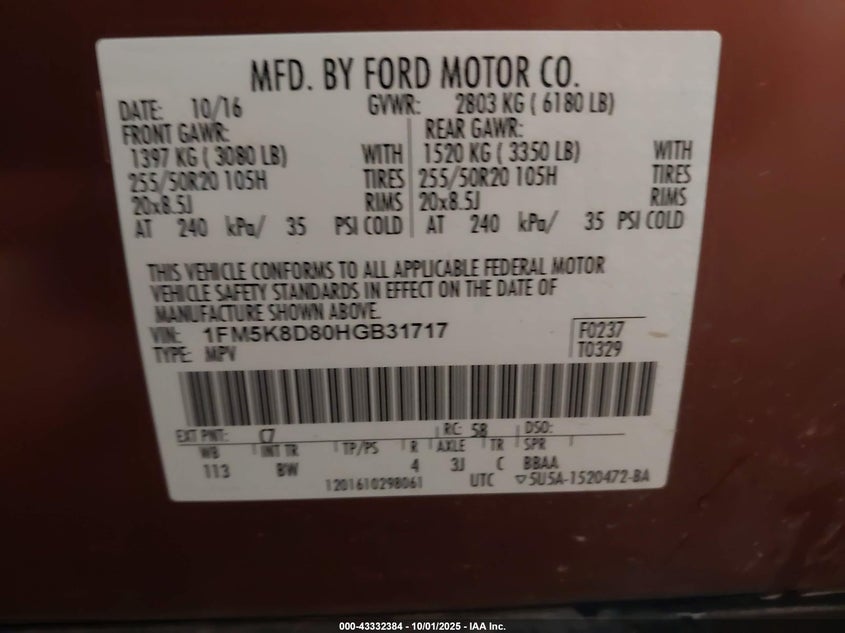 MFD. BY FORD MOTOR CO.
DATE: 10/16 GVWR: 2803 KG ( 6180 LB)
FRONT GAWR: REAR GAWR:
1397 KG ( 3080 LB) WITH 1520 KG ( 3350 LB) WITH
255/50R20 105H TIRES 255/50R20 105H TIRES
20x8.5J RIMS 20x8.5J RIMS
AT 240 kPa/ 35 PSI COLD AT 240 kPa/ 35 PSI COLD
THIS VEHICLE CONFORMS TO ALL APPLICABLE FEDERAL MOTOR
VEHICLE SAFETY STANDARDS IN EFFECT ON THE DATE OF
MANUFACTURE SHOWN ABOVE.
VIN: 1FM5K8D80HGB31717 F0237
TYPE: MPV T0329
EXT PNT: C7 RC: 58 DSO:
WB INT TR TP/PS R AXLE TR SPR
113 BW 4 3J C BBAA
1201610298061 UTC ▽5U5A-1520472-BA
000-43332384 - 10/01/2025 - IAA Inc.